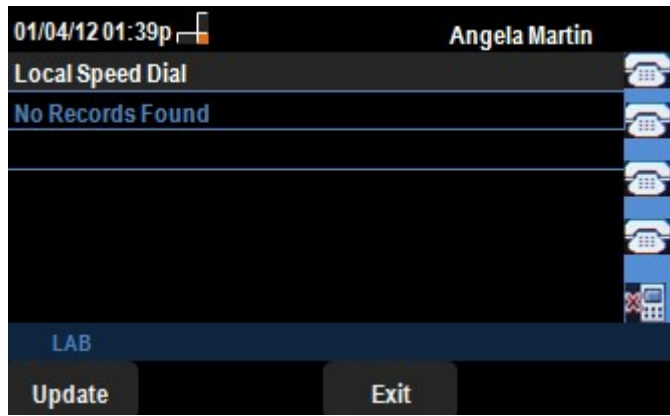 01/04/12 01:39p Angela Martin
Local Speed Dial
No Records Found
LAB
Update Exit